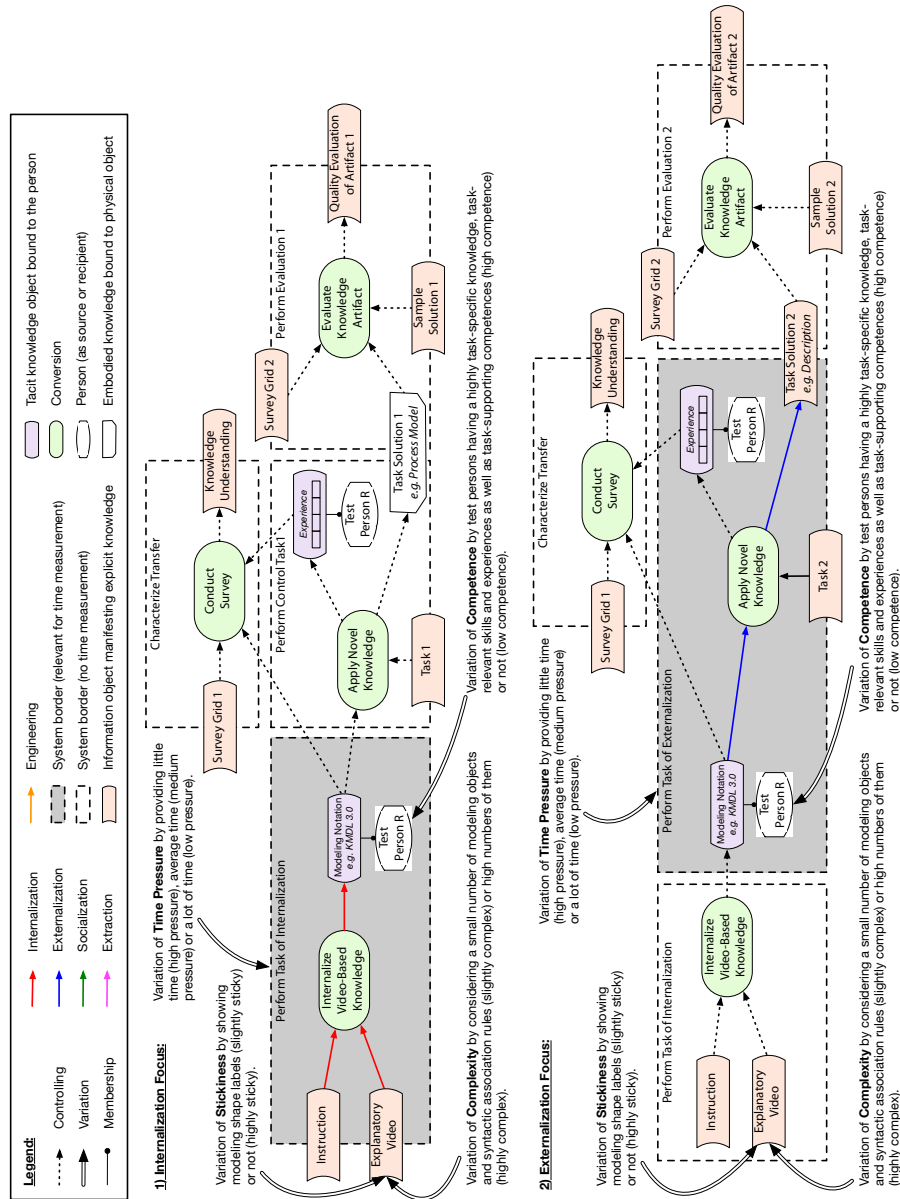 Legend:
Controlling
Variation
Membership
Internalization
Externalization
Socialization
Extraction
Engineering
System border (relevant for time measurement)
System border (no time measurement)
Information object manifesting explicit knowledge
Tacit knowledge object bound to the person
Conversion
Person (as source or recipient)
Embodied knowledge bound to physical object
1) Internalization Focus:
Variation of Stickiness by showing
modeling shape labels (slightly sticky)
or not (highly sticky).
Variation of Time Pressure by providing little
time (high pressure), average time (medium
pressure) or a lot of time (low pressure).
Characterize Transfer
Survey Grid 1
Conduct
Survey
Knowledge
Understanding
Perform Task of Internalization
Instruction
Explanatory
Video
Internalize
Video-Based
Knowledge
Modeling Notation
e.g. KMDL 3.0
Test
Person R
Perform Control Task1
Task1
Apply Novel
Knowledge
Experience
Test
Person R
Task Solution 1
e.g. Process Model
Perform Evaluation 1
Survey Grid 2
Evaluate
Knowledge
Artifact
Sample
Solution 1
Quality Evaluation
of Artifact 1
Variation of Complexity by considering a small number of modeling objects
and syntactic association rules (slightly complex) or high numbers of them
(highly complex).
Variation of Competence by test persons having a highly task-specific knowledge, task-
relevant skills and experiences as well as task-supporting competences (high competence)
or not (low competence).
2) Externalization Focus:
Variation of Stickiness by showing
modeling shape labels (slightly sticky)
or not (highly sticky).
Variation of Time Pressure by providing little time
(high pressure), average time (medium pressure)
or a lot of time (low pressure).
Characterize Transfer
Survey Grid 1
Conduct
Survey
Knowledge
Understanding
Perform Task of Internalization
Instruction
Explanatory
Video
Internalize
Video-Based
Knowledge
Perform Task of Externalization
Modeling Notation
e.g. KMDL 3.0
Test
Person R
Apply Novel
Knowledge
Task2
Experience
Test
Person R
Task Solution 2
e.g. Description
Perform Evaluation 2
Survey Grid 2
Evaluate
Knowledge
Artifact
Sample
Solution 2
Quality Evaluation
of Artifact 2
Variation of Complexity by considering a small number of modeling objects
and syntactic association rules (slightly complex) or high numbers of them
(highly complex).
Variation of Competence by test persons having a highly task-specific knowledge, task-
relevant skills and experiences as well as task-supporting competences (high competence)
or not (low competence).